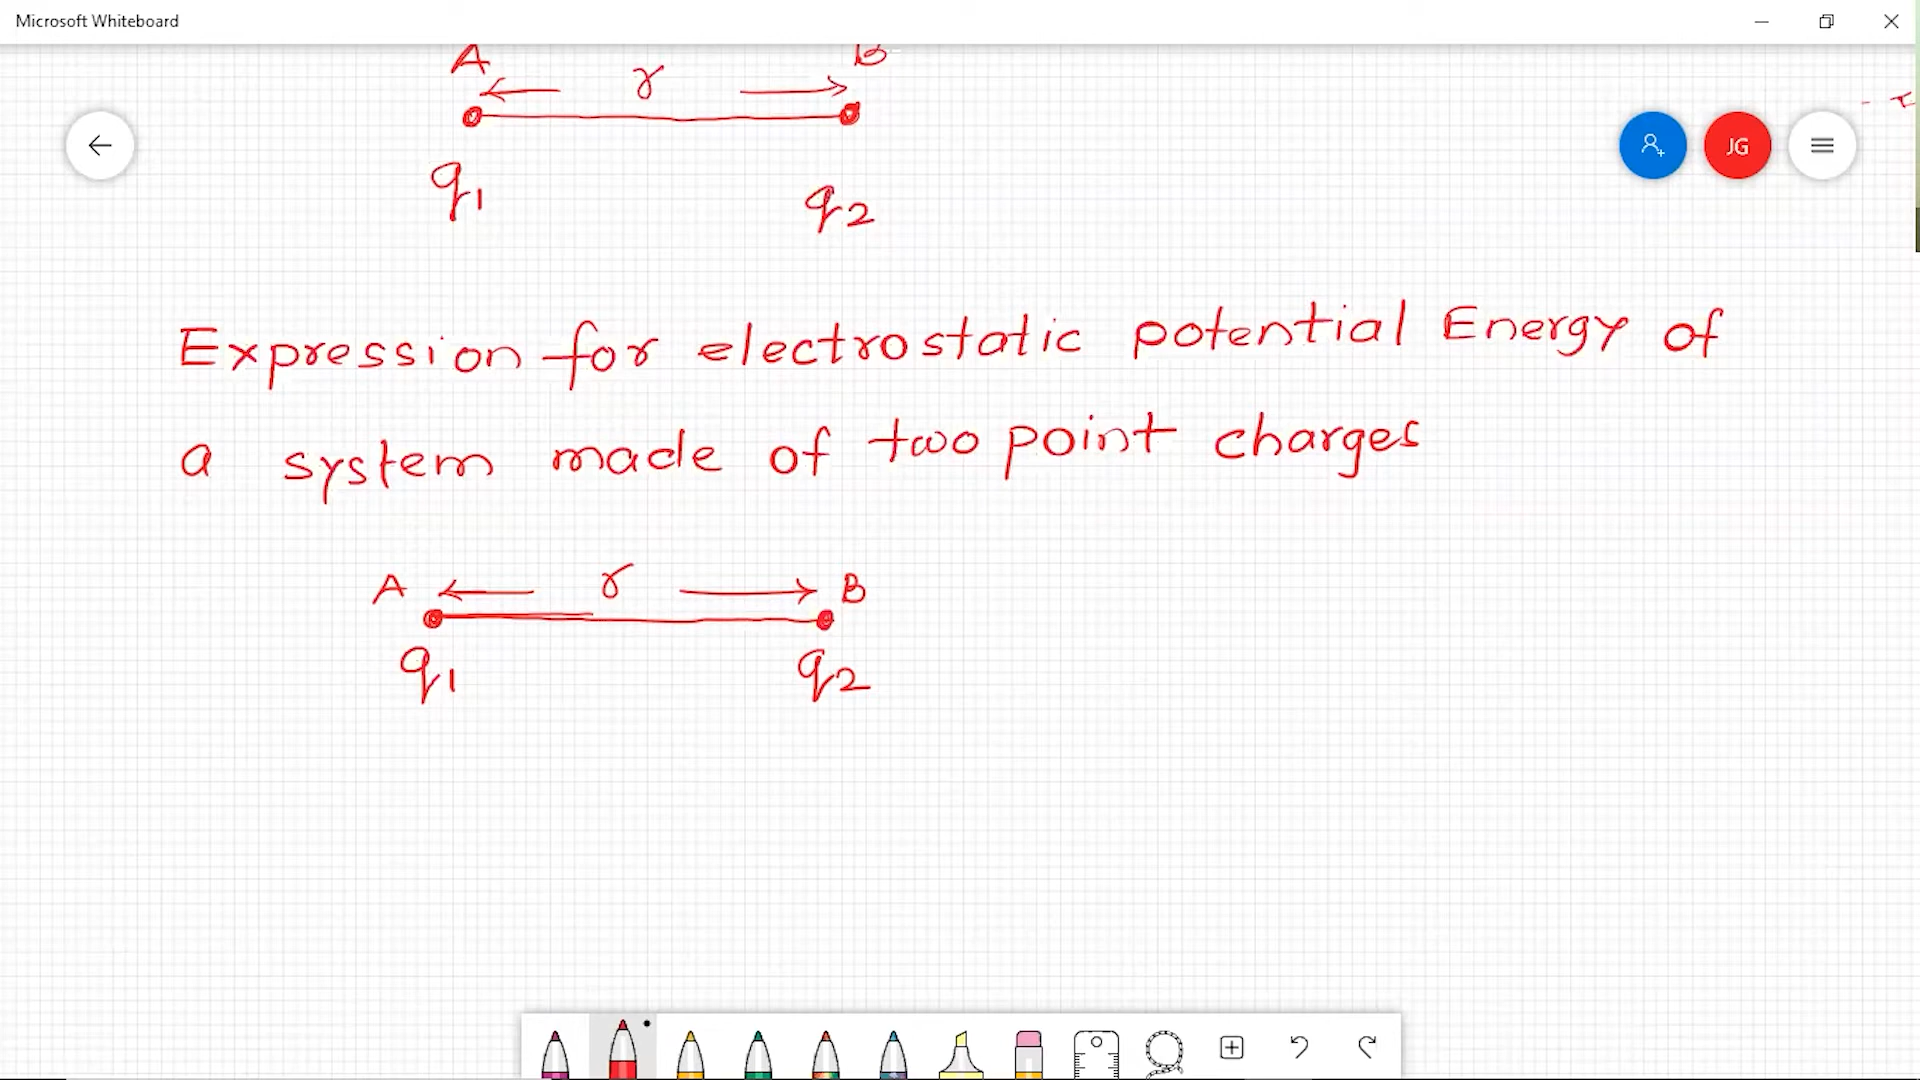 Microsoft Whiteboard
A r B
q1 q2
JG
Expression for electrostatic potential Energy of
a system made of two point charges
A r B
q1 q2